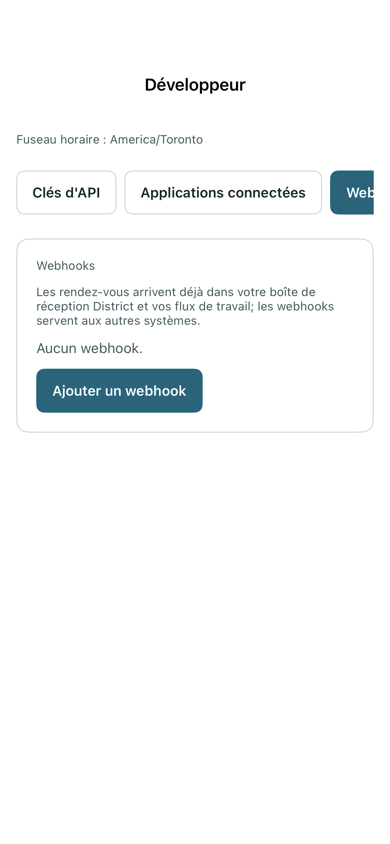 Développeur
Fuseau horaire : America/Toronto
Clés d'API
Applications connectées
Web
Webhooks
Les rendez-vous arrivent déjà dans votre boîte de
réception District et vos flux de travail; les webhooks
servent aux autres systèmes.
Aucun webhook.
Ajouter un webhook